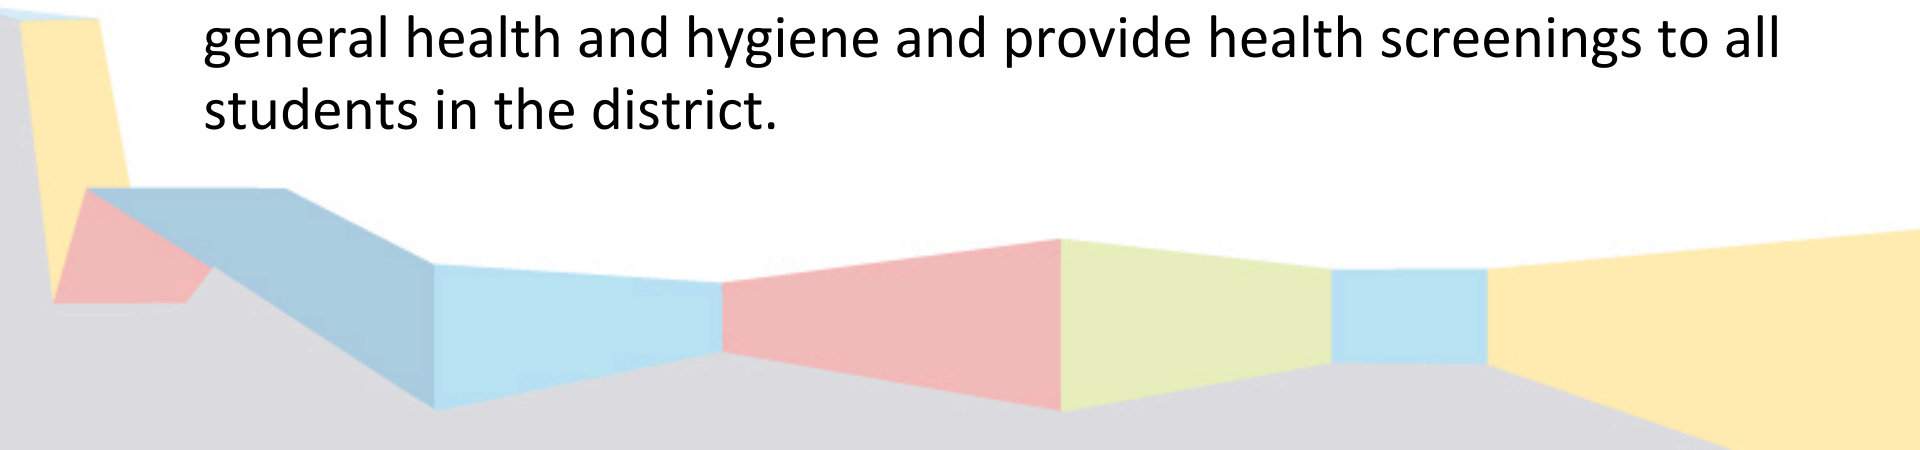 general health and hygiene and provide health screenings to all
students in the district.